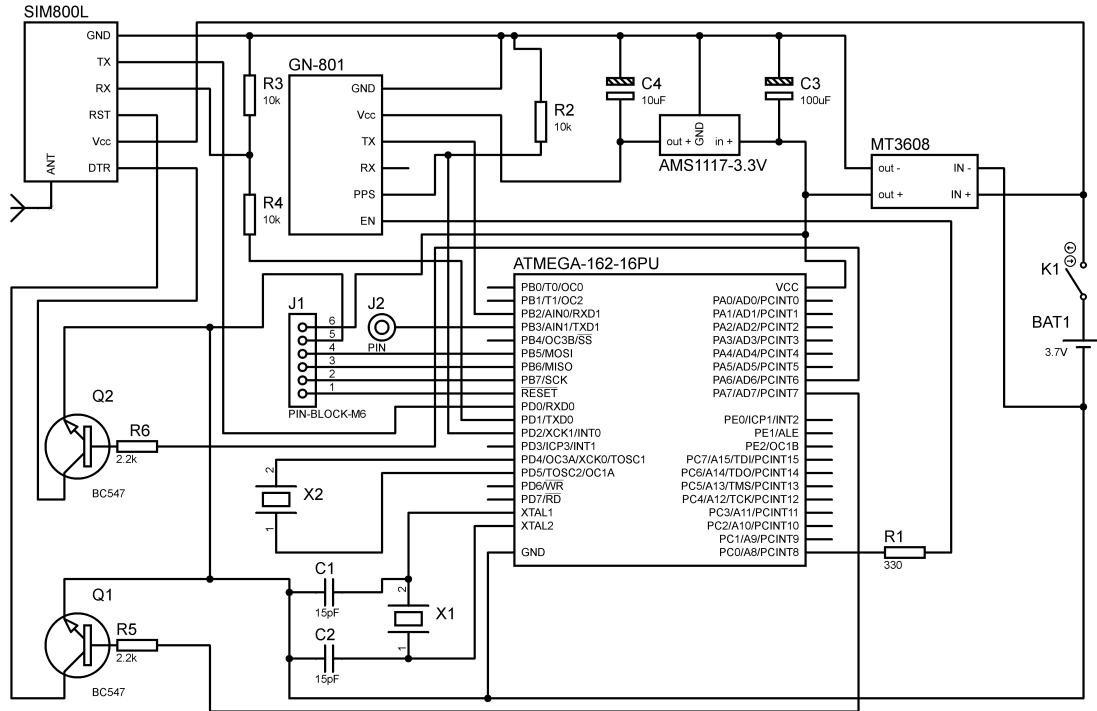 SIM800L
GND
TX
RX
RST
Vcc
DTR
ANT
R3
10k
R4
10k
GN-801
GND
Vcc
TX
RX
PPS
EN
R2
10k
C4
10uF
out +
GND
in +
AMS1117-3.3V
C3
100uF
MT3608
out -
IN -
out +
IN +
K1
BAT1
3.7V
ATMEGA-162-16PU
PB0/T0/OC0
PB1/T1/OC2
PB2/AIN0/RXD1
PB3/AIN1/TXD1
PB4/OC3B/SS
PB5/MOSI
PB6/MISO
PB7/SCK
RESET
PD0/RXD0
PD1/TXD0
PD2/XCK1/INT0
PD3/ICP3/INT1
PD4/OC3A/XCK0/TOSC1
PD5/TOSC2/OC1A
PD6/WR
PD7/RD
XTAL1
XTAL2
GND
VCC
PA0/AD0/PCINT0
PA1/AD1/PCINT1
PA2/AD2/PCINT2
PA3/AD3/PCINT3
PA4/AD4/PCINT4
PA5/AD5/PCINT5
PA6/AD6/PCINT6
PA7/AD7/PCINT7
PE0/ICP1/INT2
PE1/ALE
PE2/OC1B
PC7/A15/TDI/PCINT15
PC6/A14/TDO/PCINT14
PC5/A13/TMS/PCINT13
PC4/A12/TCK/PCINT12
PC3/A11/PCINT11
PC2/A10/PCINT10
PC1/A9/PCINT9
PC0/A8/PCINT8
J1
6
5
4
3
2
1
PIN-BLOCK-M6
J2
PIN
Q2
BC547
R6
2.2k
2
X2
1
R1
330
C1
15pF
2
X1
1
C2
15pF
Q1
BC547
R5
2.2k